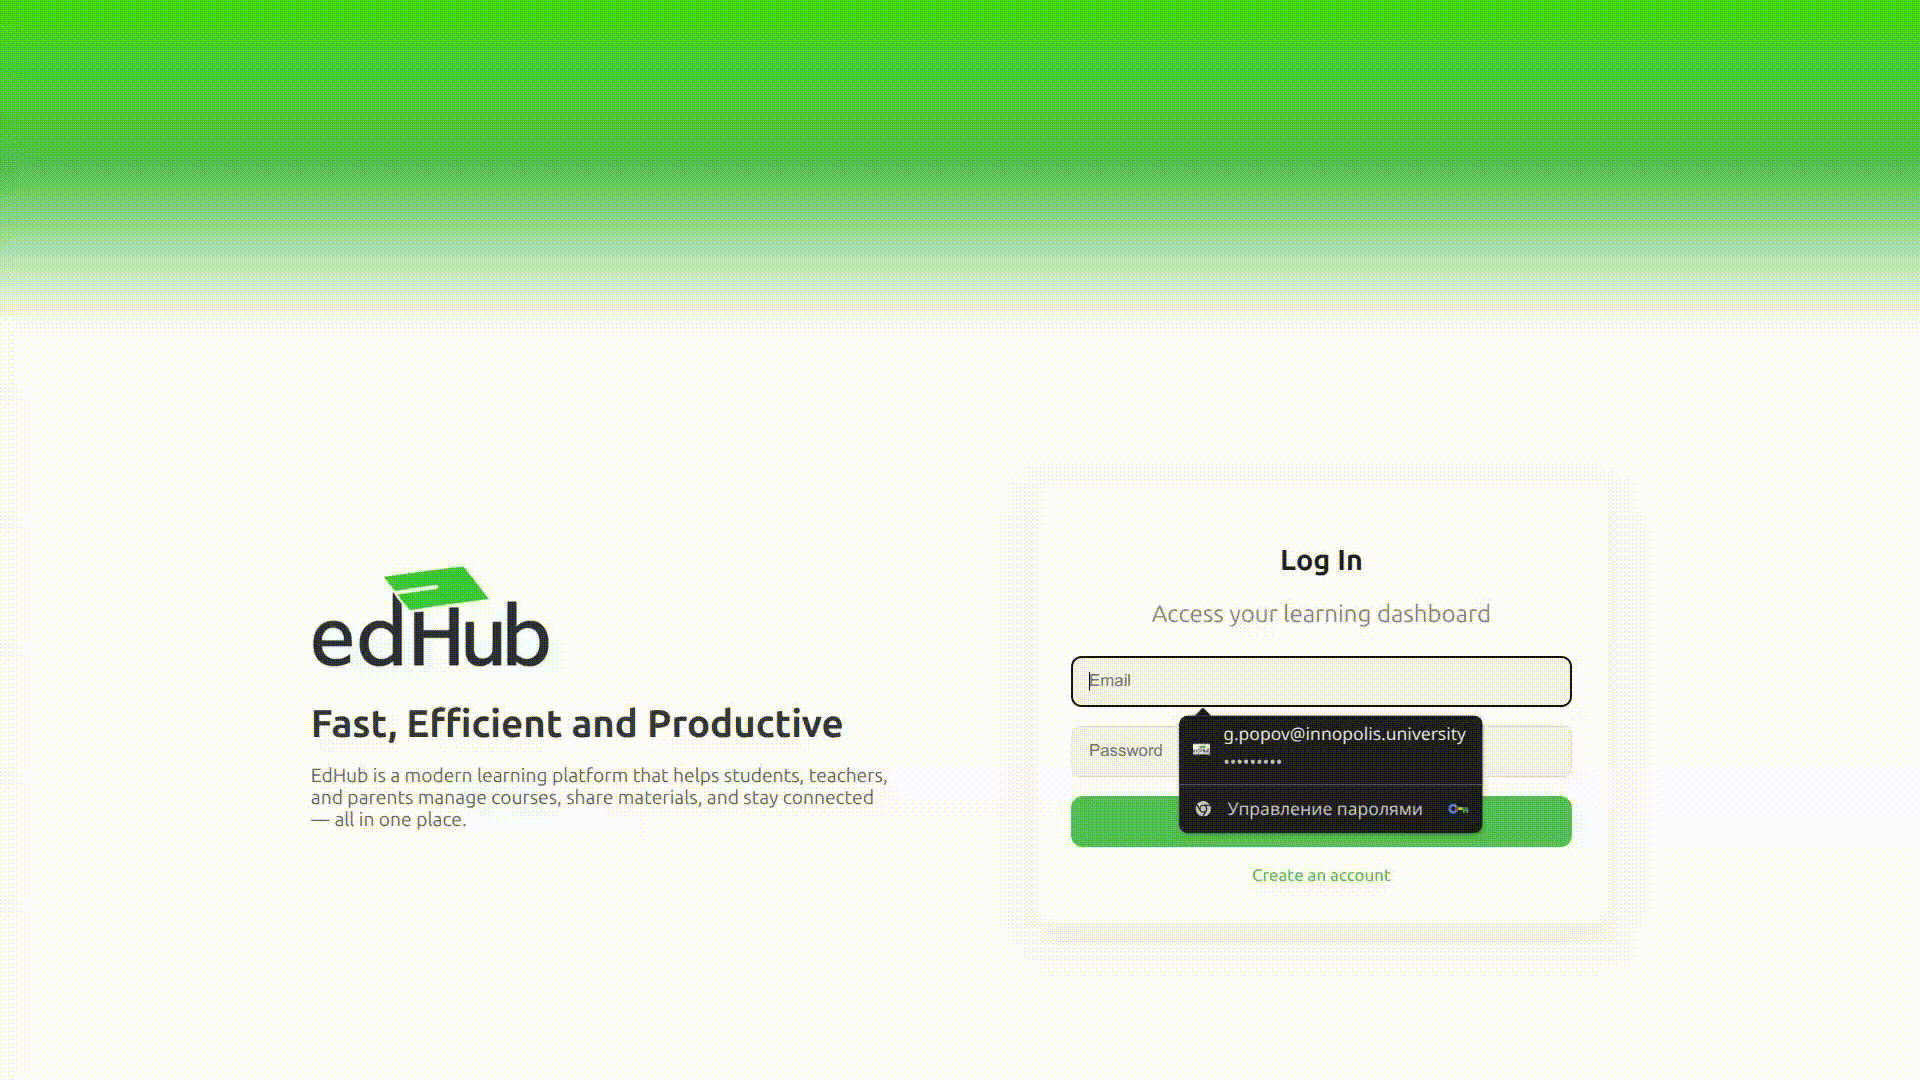 edHub
Fast, Efficient and Productive
EdHub is a modern learning platform that helps students, teachers,
and parents manage courses, share materials, and stay connected
— all in one place.
Log In
Access your learning dashboard
Email
Password
g.popov@innopolis.university
•••••••••
Управление паролями
Create an account